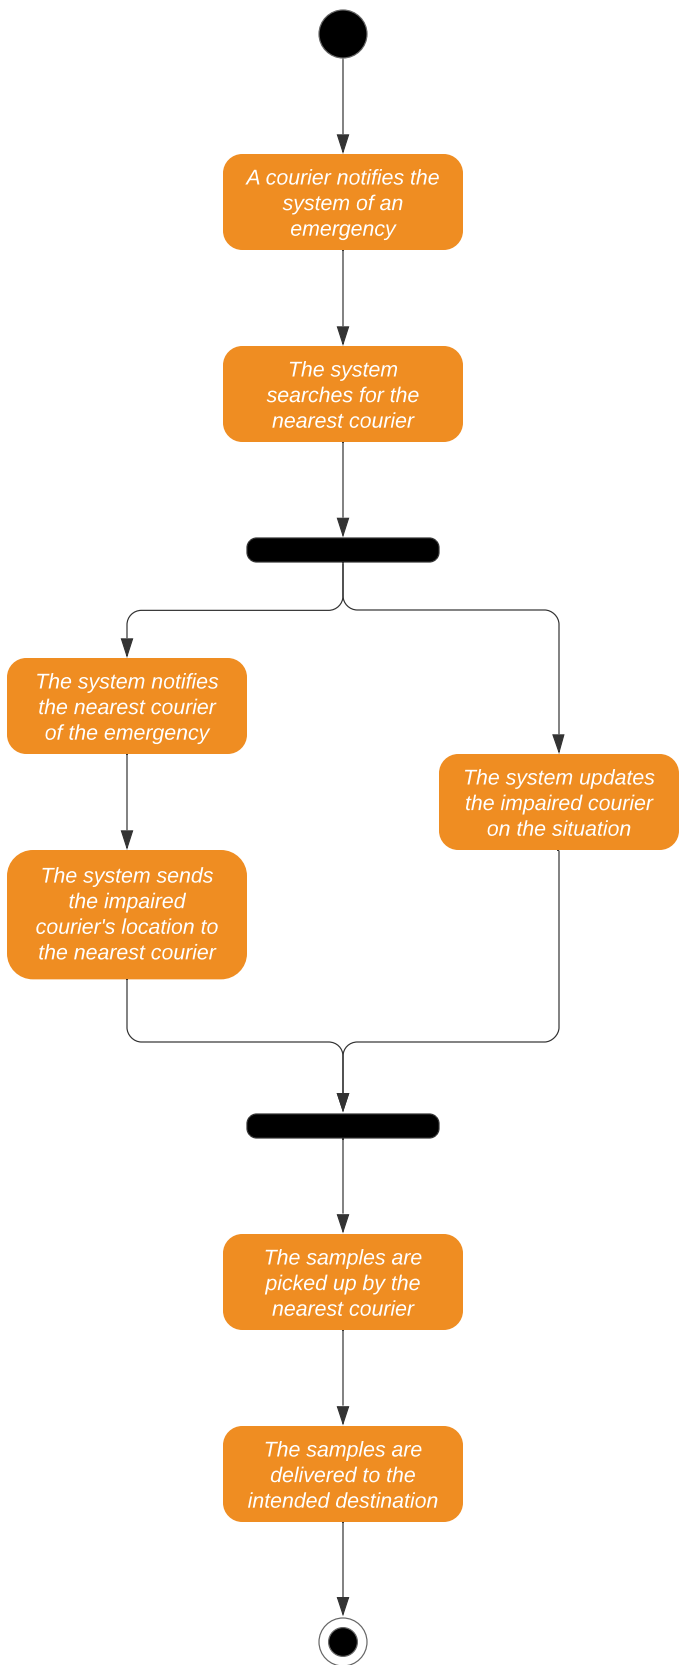 A courier notifies the
system of an
emergency
The system
searches for the
nearest courier
The system notifies
the nearest courier
of the emergency
The system updates
the impaired courier
on the situation
The system sends
the impaired
courier's location to
the nearest courier
The samples are
picked up by the
nearest courier
The samples are
delivered to the
intended destination